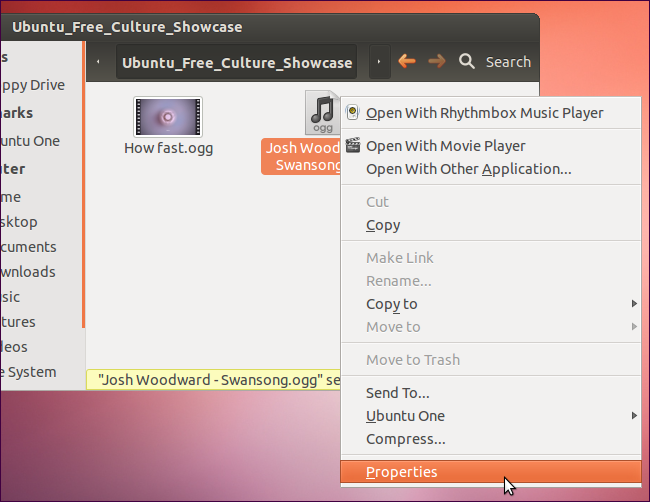 Ubuntu_Free_Culture_Showcase
Ubuntu_Free_Culture_Showcase
Search
ppy Drive
arks
untu One
uter
me
sktop
cuments
wnloads
sic
tures
deos
e System
How fast.ogg
ogg
Josh Wood
Swansong
"Josh Woodward - Swansong.ogg" se
Open With Rhythmbox Music Player
Open With Movie Player
Open With Other Application...
Cut
Copy
Make Link
Rename...
Copy to
Move to
Move to Trash
Send To...
Ubuntu One
Compress...
Properties